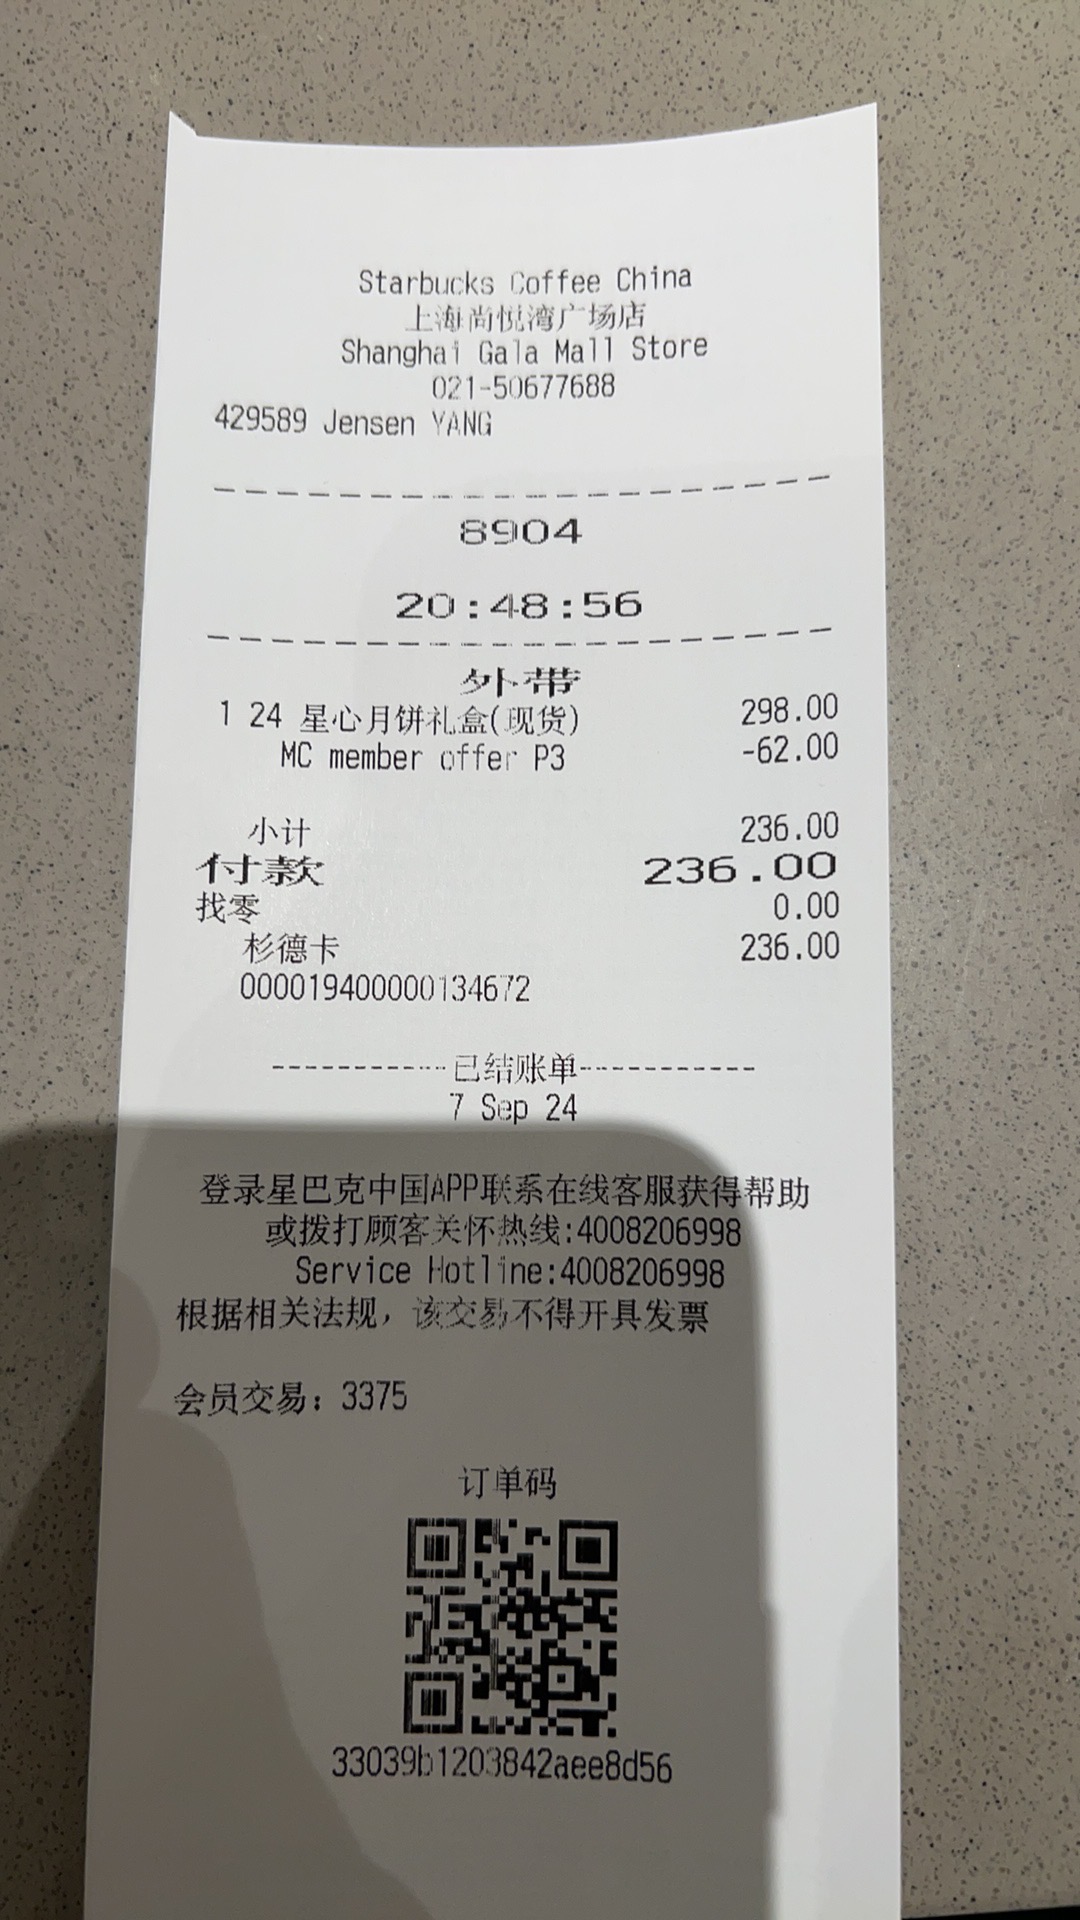 Starbucks Coffee China
上海尚悦湾广场店
Shanghai Gala Mall Store
021-50677688
429589 Jensen YANG
8904
20:48:56
外带
1 24 星心月饼礼盒(现货) 298.00
MC member offer P3 -62.00
小计 236.00
付款 236.00
找零 0.00
杉德卡 236.00
000019400000134672
-----------已结账单-----------
7 Sep 24
登录星巴克中国APP联系在线客服获得帮助
或拨打顾客关怀热线:4008206998
Service Hotline:4008206998
根据相关法规，该交易不得开具发票
会员交易：3375
订单码
33039b1203842aee8d56